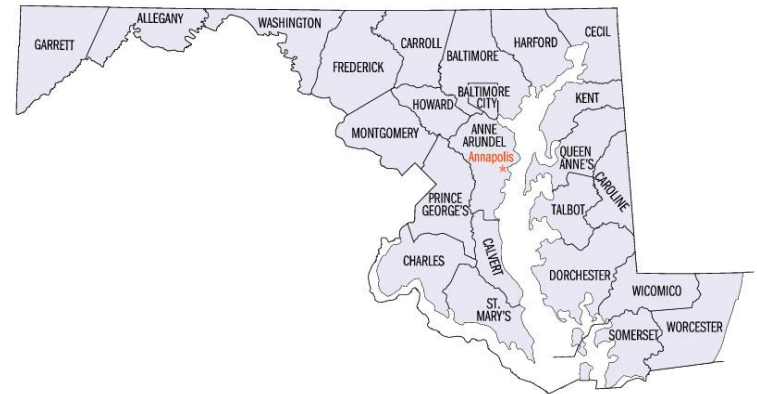 GARRETT
ALLEGANY
WASHINGTON
FREDERICK
CARROLL
BALTIMORE
HARFORD
CECIL
BALTIMORE
CITY
HOWARD
KENT
MONTGOMERY
ANNE
ARUNDEL
Annapolis
*
QUEEN
ANNE'S
CAROLINE
PRINCE
GEORGE'S
TALBOT
CHARLES
CALVERT
DORCHESTER
ST.
MARY'S
WICOMICO
SOMERSET
WORCESTER